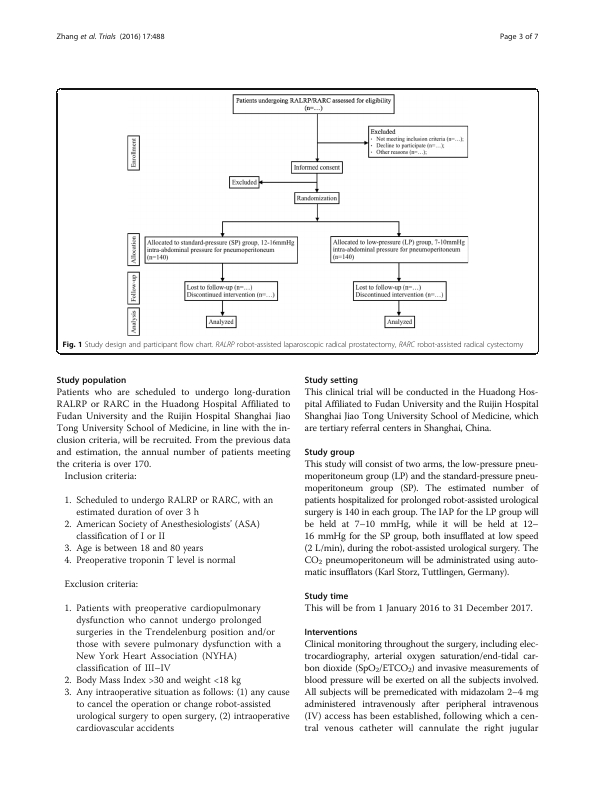 Zhang et al. Trials (2016) 17:488
Page 3 of 7
Patients undergoing RALRP/RARC assessed for eligibility
(n=…)
Excluded
· Not meeting inclusion criteria (n=…);
· Decline to participate (n=…);
· Other reasons (n=…);
Enrollment
Informed consent
Excluded
Randomization
Allocation
Allocated to standard-pressure (SP) group, 12-16mmHg
intra-abdominal pressure for pneumoperitoneum
(n=140)
Allocated to low-pressure (LP) group, 7-10mmHg
intra-abdominal pressure for pneumoperitoneum
(n=140)
Follow-up
Lost to follow-up (n=…)
Discontinued intervention (n=…)
Lost to follow-up (n=…)
Discontinued intervention (n=…)
Analysis
Analyzed
Analyzed
Fig. 1 Study design and participant flow chart. RALRP robot-assisted laparoscopic radical prostatectomy, RARC robot-assisted radical cystectomy
Study population
Patients who are scheduled to undergo long-duration
RALRP or RARC in the Huadong Hospital Affiliated to
Fudan University and the Ruijin Hospital Shanghai Jiao
Tong University School of Medicine, in line with the in-
clusion criteria, will be recruited. From the previous data
and estimation, the annual number of patients meeting
the criteria is over 170.
Inclusion criteria:
1. Scheduled to undergo RALRP or RARC, with an
estimated duration of over 3 h
2. American Society of Anesthesiologists' (ASA)
classification of I or II
3. Age is between 18 and 80 years
4. Preoperative troponin T level is normal
Exclusion criteria:
1. Patients with preoperative cardiopulmonary
dysfunction who cannot undergo prolonged
surgeries in the Trendelenburg position and/or
those with severe pulmonary dysfunction with a
New York Heart Association (NYHA)
classification of III–IV
2. Body Mass Index >30 and weight <18 kg
3. Any intraoperative situation as follows: (1) any cause
to cancel the operation or change robot-assisted
urological surgery to open surgery, (2) intraoperative
cardiovascular accidents
Study setting
This clinical trial will be conducted in the Huadong Hos-
pital Affiliated to Fudan University and the Ruijin Hospital
Shanghai Jiao Tong University School of Medicine, which
are tertiary referral centers in Shanghai, China.
Study group
This study will consist of two arms, the low-pressure pneu-
moperitoneum group (LP) and the standard-pressure pne-
umoperitoneum group (SP). The estimated number of
patients hospitalized for prolonged robot-assisted urological
surgery is 140 in each group. The IAP for the LP group will
be held at 7–10 mmHg, while it will be held at 12–
16 mmHg for the SP group, both insufflated at low speed
(2 L/min), during the robot-assisted urological surgery. The
CO2 pneumoperitoneum will be administrated using auto-
matic insufflators (Karl Storz, Tuttlingen, Germany).
Study time
This will be from 1 January 2016 to 31 December 2017.
Interventions
Clinical monitoring throughout the surgery, including elec-
trocardiography, arterial oxygen saturation/end-tidal car-
bon dioxide (SpO2/ETCO2) and invasive measurements of
blood pressure will be exerted on all the subjects involved.
All subjects will be premedicated with midazolam 2–4 mg
administered intravenously after peripheral intravenous
(IV) access has been established, following which a cen-
tral venous catheter will cannulate the right jugular